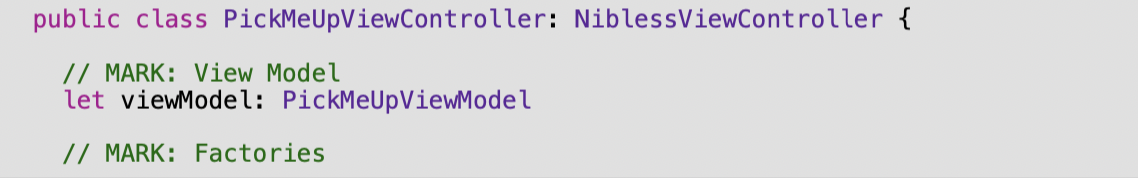 public class PickMeUpViewController: NiblessViewController {
// MARK: View Model
let viewModel: PickMeUpViewModel
// MARK: Factories